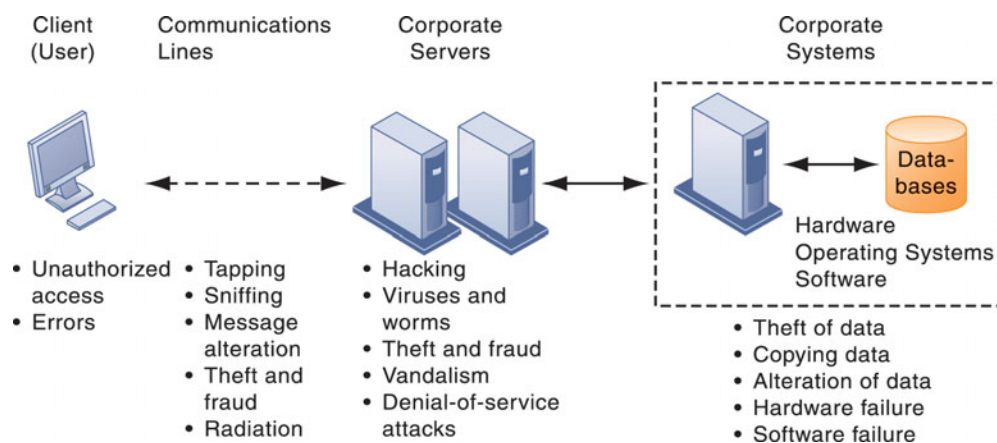 Client
(User)
Communications
Lines
Corporate
Servers
Corporate
Systems
Data-
bases
Hardware
Operating Systems
Software
• Unauthorized
access
• Errors
• Tapping
• Sniffing
• Message
alteration
• Theft and
fraud
• Radiation
• Hacking
• Viruses and
worms
• Theft and fraud
• Vandalism
• Denial-of-service
attacks
• Theft of data
• Copying data
• Alteration of data
• Hardware failure
• Software failure